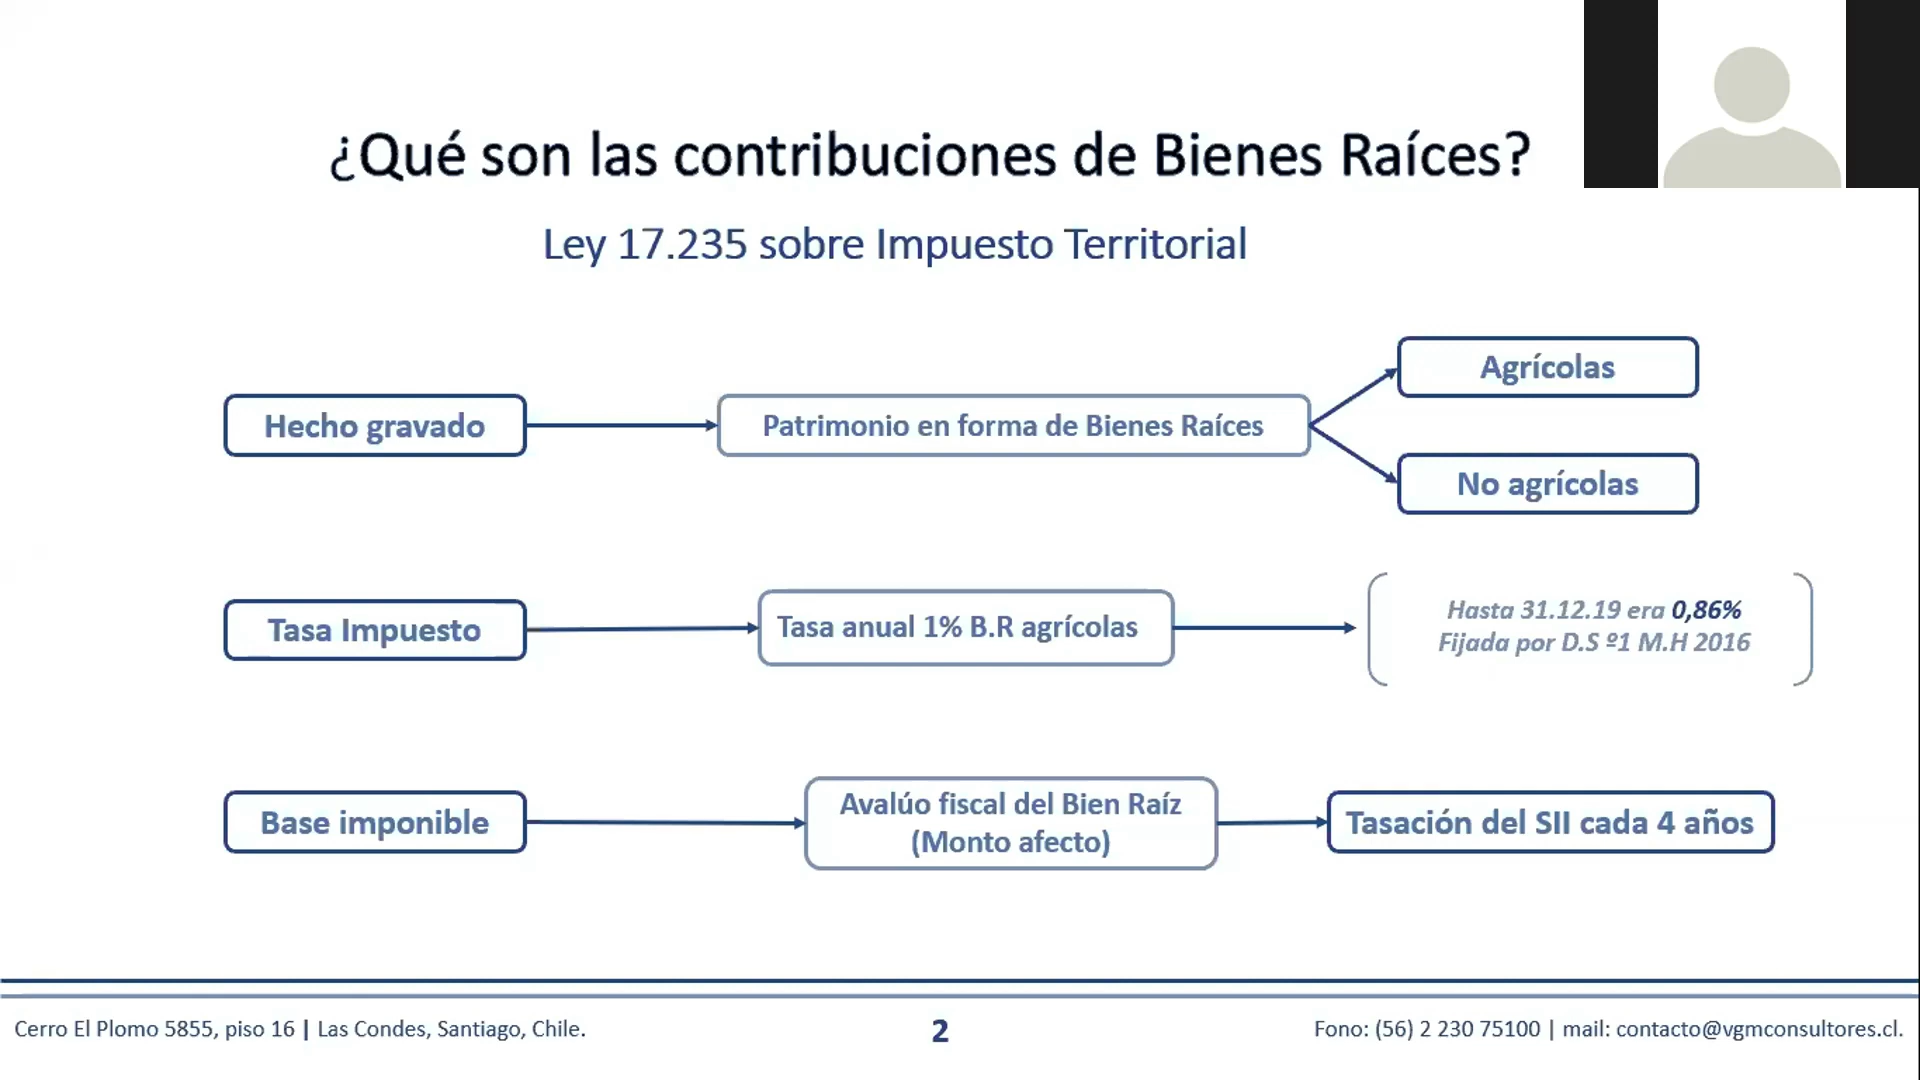 ¿Qué son las contribuciones de Bienes Raíces?
Ley 17.235 sobre Impuesto Territorial
Hecho gravado
Patrimonio en forma de Bienes Raíces
Agrícolas
No agrícolas
Tasa Impuesto
Tasa anual 1% B.R agrícolas
Hasta 31.12.19 era 0,86%
Fijada por D.S º1 M.H 2016
Base imponible
Avalúo fiscal del Bien Raíz
(Monto afecto)
Tasación del SII cada 4 años
Cerro El Plomo 5855, piso 16 | Las Condes, Santiago, Chile.
2
Fono: (56) 2 230 75100 | mail: contacto@vgmconsultores.cl.